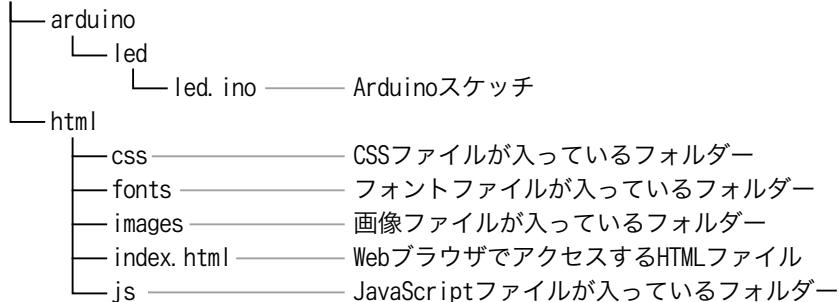 arduino
led
led.ino Arduinoスケッチ
html
css CSSファイルが入っているフォルダー
fonts フォントファイルが入っているフォルダー
images 画像ファイルが入っているフォルダー
index.html WebブラウザでアクセスするHTMLファイル
js JavaScriptファイルが入っているフォルダー